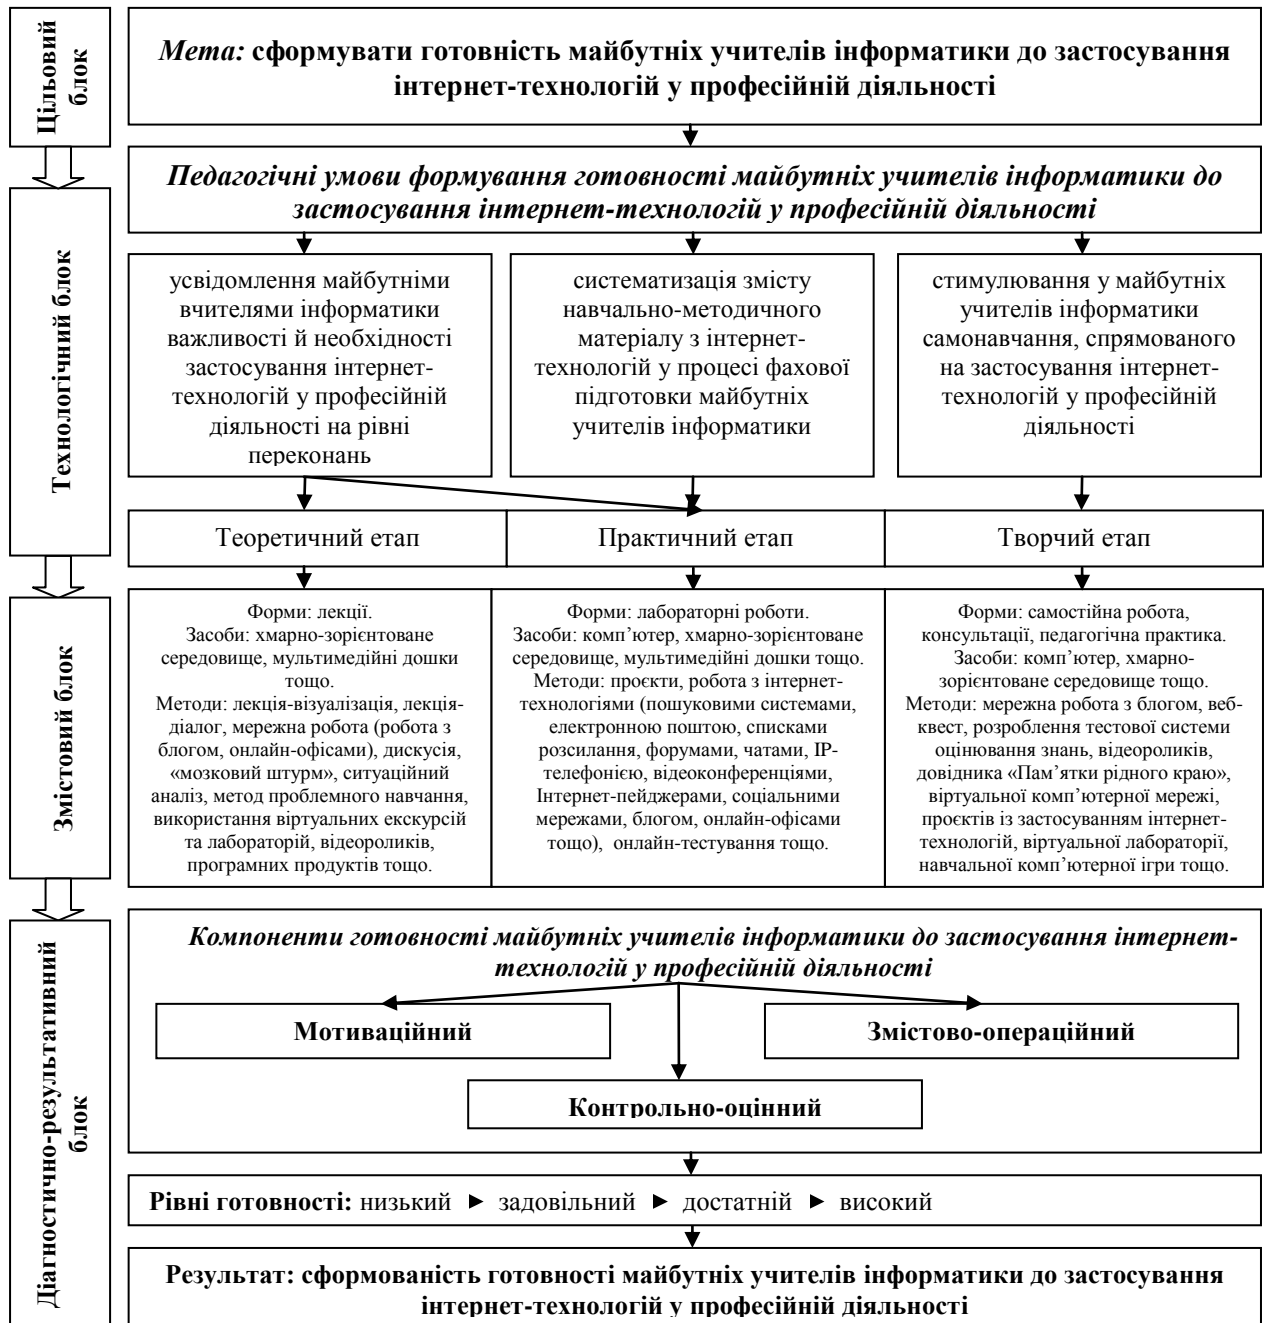 Цільовий
блок
Мета: сформувати готовність майбутніх учителів інформатики до застосування
інтернет-технологій у професійній діяльності
Технологічний блок
Педагогічні умови формування готовності майбутніх учителів інформатики до
застосування інтернет-технологій у професійній діяльності
усвідомлення майбутніми
вчителями інформатики
важливості й необхідності
застосування інтернет-
технологій у професійній
діяльності на рівні
переконань
систематизація змісту
навчально-методичного
матеріалу з інтернет-
технологій у процесі фахової
підготовки майбутніх
учителів інформатики
стимулювання у майбутніх
учителів інформатики
самонавчання, спрямованого
на застосування інтернет-
технологій у професійній
діяльності
Теоретичний етап
Практичний етап
Творчий етап
Змістовий блок
Форми: лекції.
Засоби: хмарно-зорієнтоване
середовище, мультимедійні дошки
тощо.
Методи: лекція-візуалізація, лекція-
діалог, мережна робота (робота з
блогом, онлайн-офісами), дискусія,
«мозковий штурм», ситуаційний
аналіз, метод проблемного навчання,
використання віртуальних екскурсій
та лабораторій, відеороликів,
програмних продуктів тощо.
Форми: лабораторні роботи.
Засоби: комп’ютер, хмарно-зорієнтоване
середовище, мультимедійні дошки тощо.
Методи: проєкти, робота з інтернет-
технологіями (пошуковими системами,
електронною поштою, списками
розсилання, форумами, чатами, IP-
телефонією, відеоконференціями,
Інтернет-пейджерами, соціальними
мережами, блогом, онлайн-офісами
тощо), онлайн-тестування тощо.
Форми: самостійна робота,
консультації, педагогічна практика.
Засоби: комп’ютер, хмарно-
зорієнтоване середовище тощо.
Методи: мережна робота з блогом, веб-
квест, розроблення тестової системи
оцінювання знань, відеороликів,
довідника «Пам’ятки рідного краю»,
віртуальної комп’ютерної мережі,
проєктів із застосуванням інтернет-
технологій, віртуальної лабораторії,
навчальної комп’ютерної ігри тощо.
Діагностично-результативний
блок
Компоненти готовності майбутніх учителів інформатики до застосування інтернет-
технологій у професійній діяльності
Мотиваційний
Змістово-операційний
Контрольно-оцінний
Рівні готовності: низький ► задовільний ► достатній ► високий
Результат: сформованість готовності майбутніх учителів інформатики до застосування
інтернет-технологій у професійній діяльності